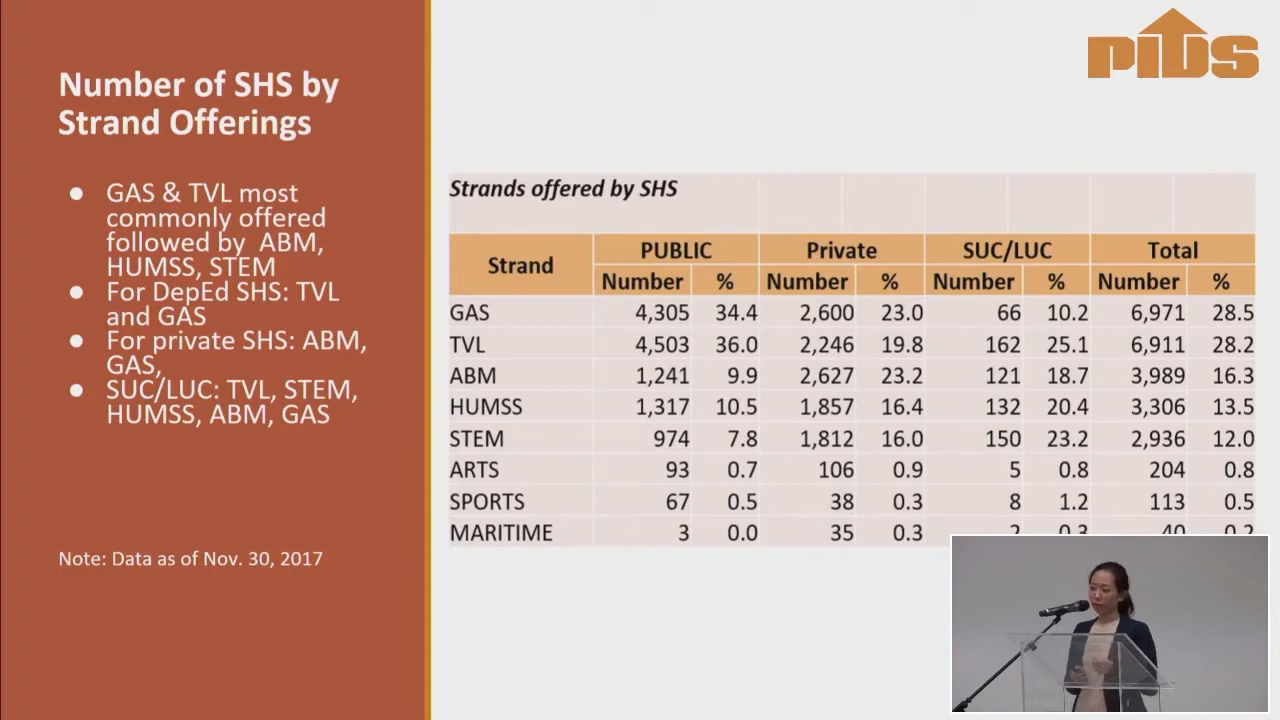 PIDS
Number of SHS by
Strand Offerings
● GAS & TVL most
commonly offered
followed by ABM,
HUMSS, STEM
● For DepEd SHS: TVL
and GAS
● For private SHS: ABM,
GAS,
● SUC/LUC: TVL, STEM,
HUMSS, ABM, GAS
Note: Data as of Nov. 30, 2017
Strands offered by SHS
Strand PUBLIC Private SUC/LUC Total
Number % Number % Number % Number %
GAS 4,305 34.4 2,600 23.0 66 10.2 6,971 28.5
TVL 4,503 36.0 2,246 19.8 162 25.1 6,911 28.2
ABM 1,241 9.9 2,627 23.2 121 18.7 3,989 16.3
HUMSS 1,317 10.5 1,857 16.4 132 20.4 3,306 13.5
STEM 974 7.8 1,812 16.0 150 23.2 2,936 12.0
ARTS 93 0.7 106 0.9 5 0.8 204 0.8
SPORTS 67 0.5 38 0.3 8 1.2 113 0.5
MARITIME 3 0.0 35 0.3